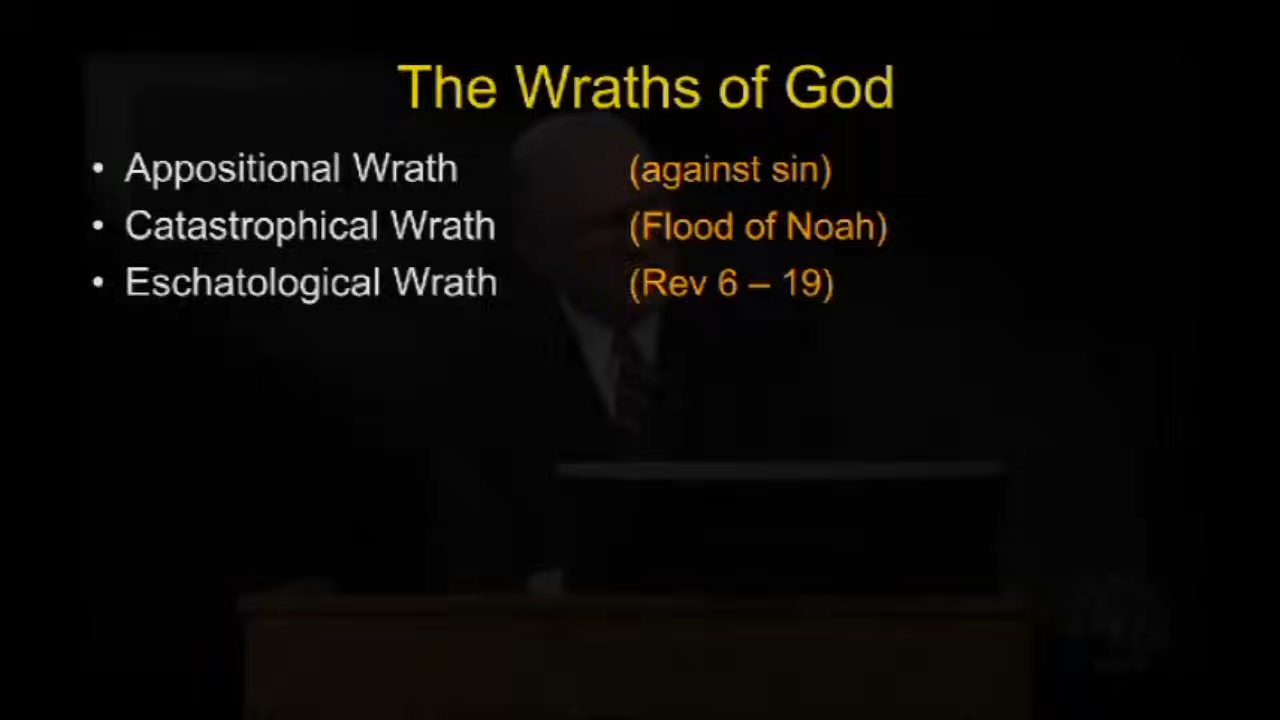 The Wraths of God
• Appositional Wrath (against sin)
• Catastrophical Wrath (Flood of Noah)
• Eschatological Wrath (Rev 6 – 19)